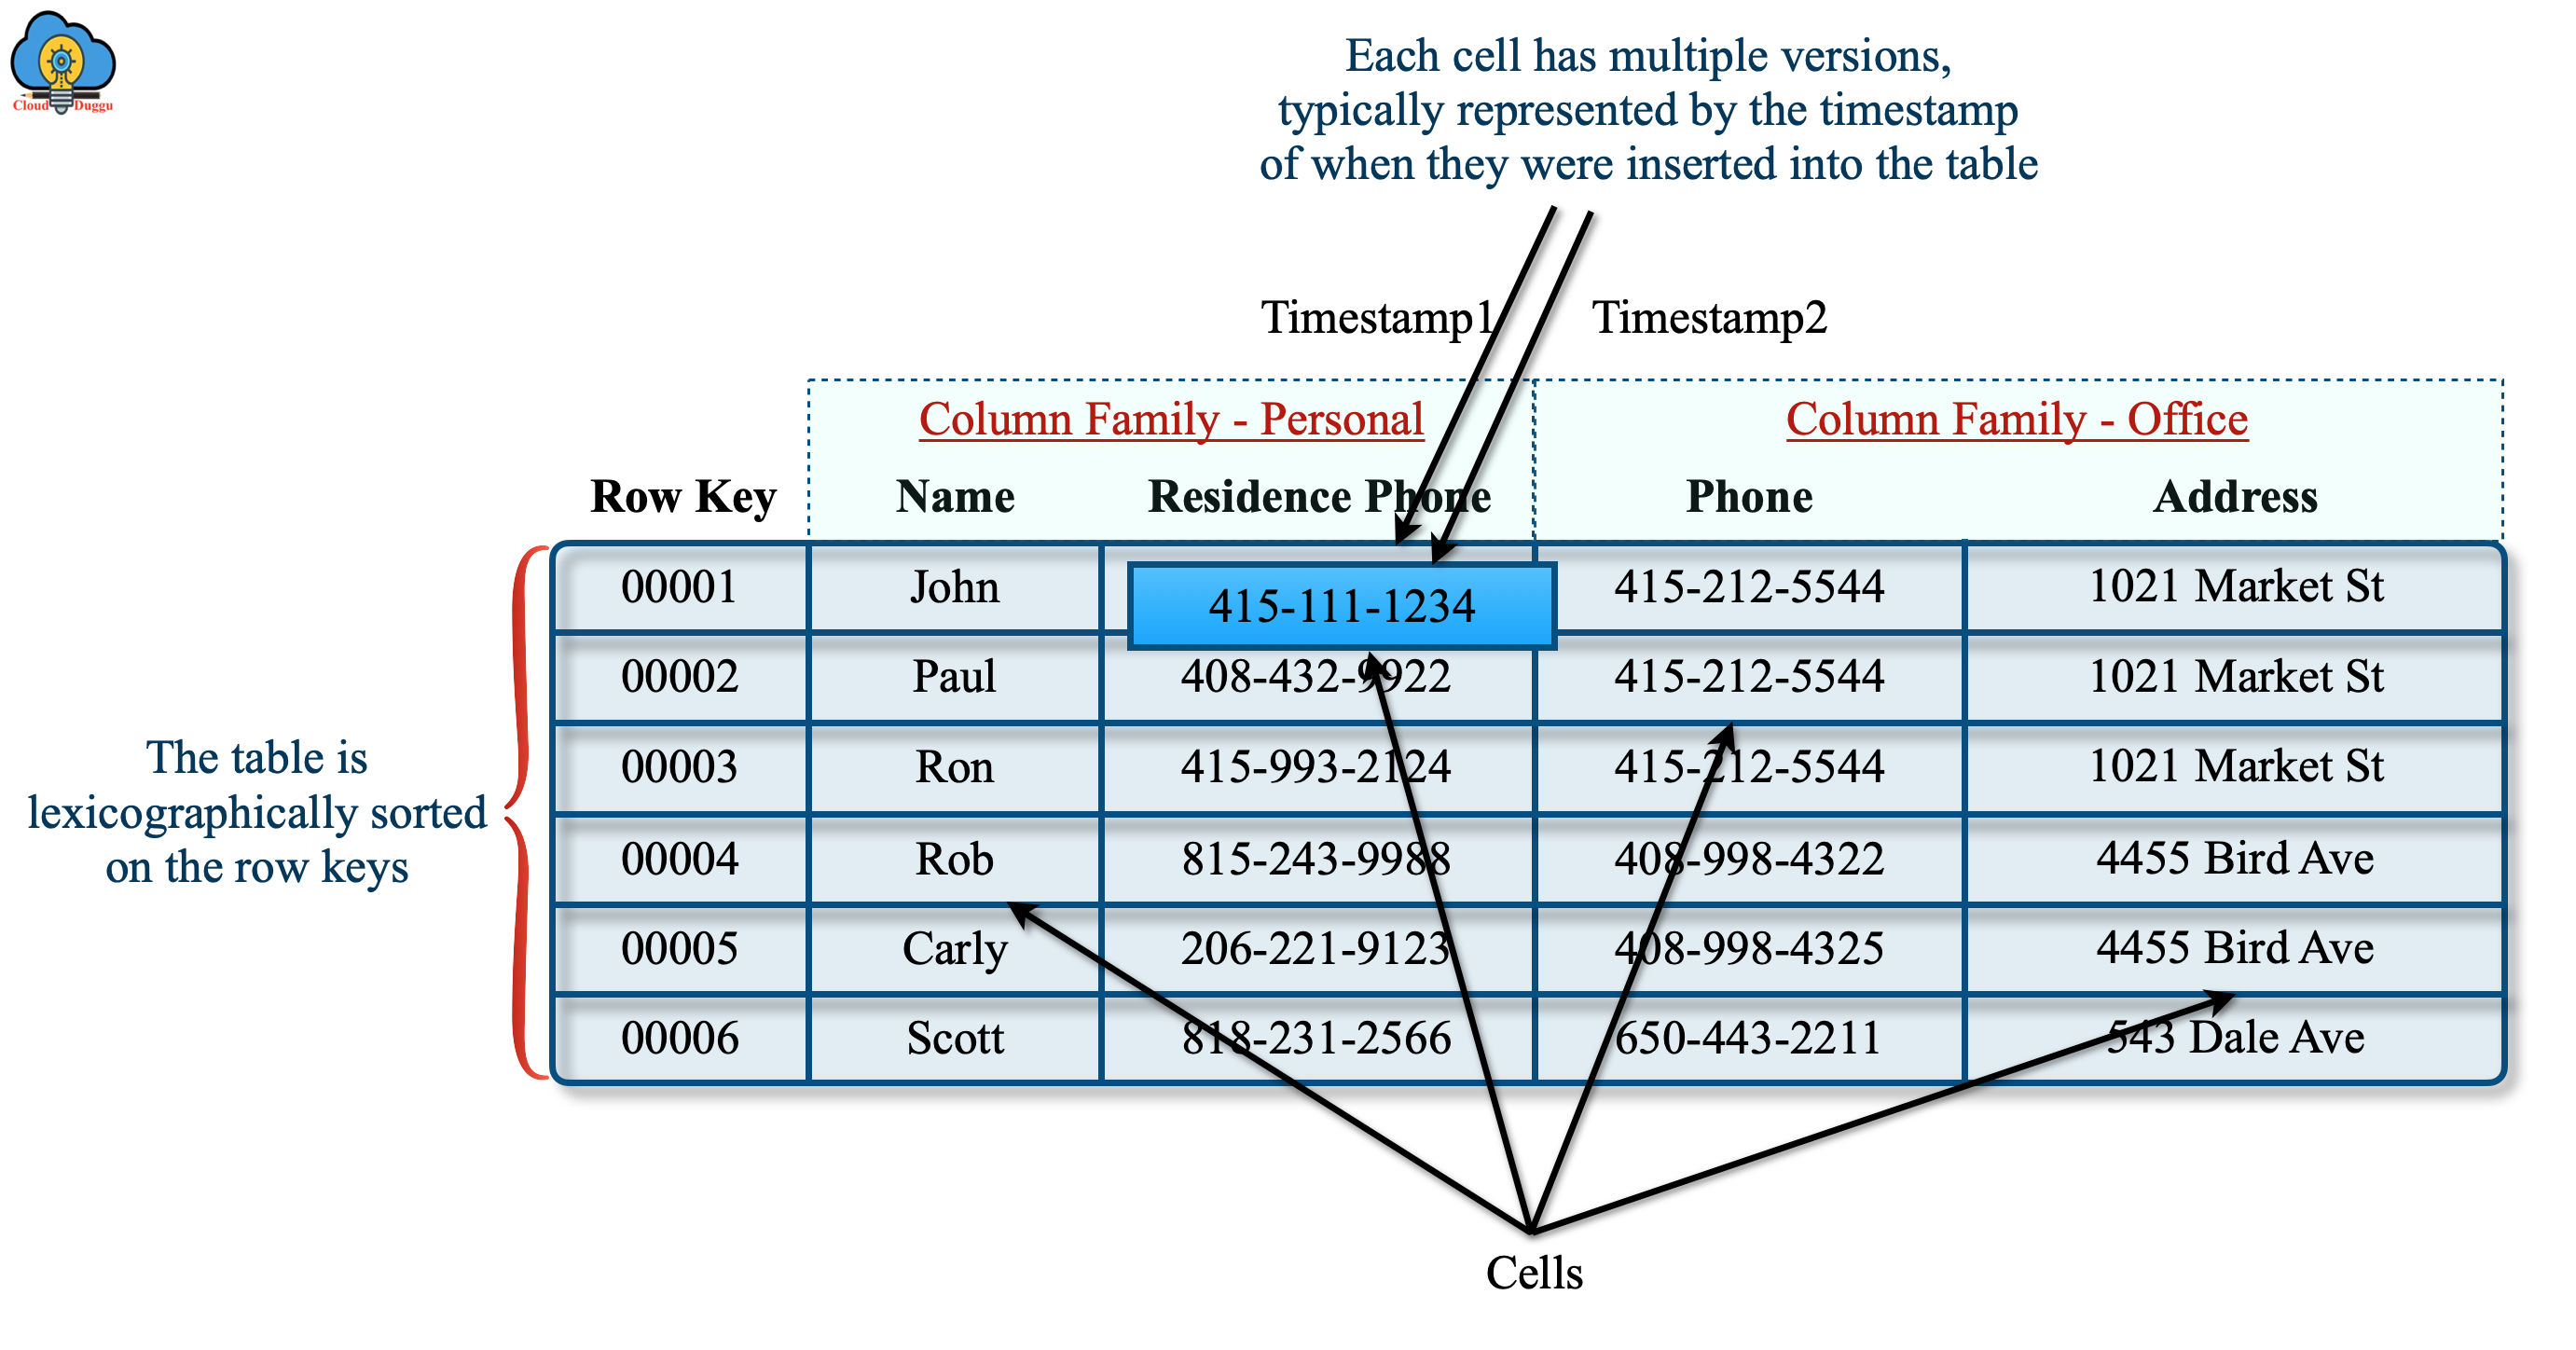 Cloud Duggu
Each cell has multiple versions,
typically represented by the timestamp
of when they were inserted into the table
Timestamp1 Timestamp2
Column Family - Personal Column Family - Office
Row Key Name Residence Phone Phone Address
00001 John 415-111-1234 415-212-5544 1021 Market St
00002 Paul 408-432-9922 415-212-5544 1021 Market St
00003 Ron 415-993-2124 415-212-5544 1021 Market St
00004 Rob 815-243-9988 408-998-4322 4455 Bird Ave
00005 Carly 206-221-9123 408-998-4325 4455 Bird Ave
00006 Scott 818-231-2566 650-443-2211 543 Dale Ave
The table is
lexicographically sorted
on the row keys
Cells